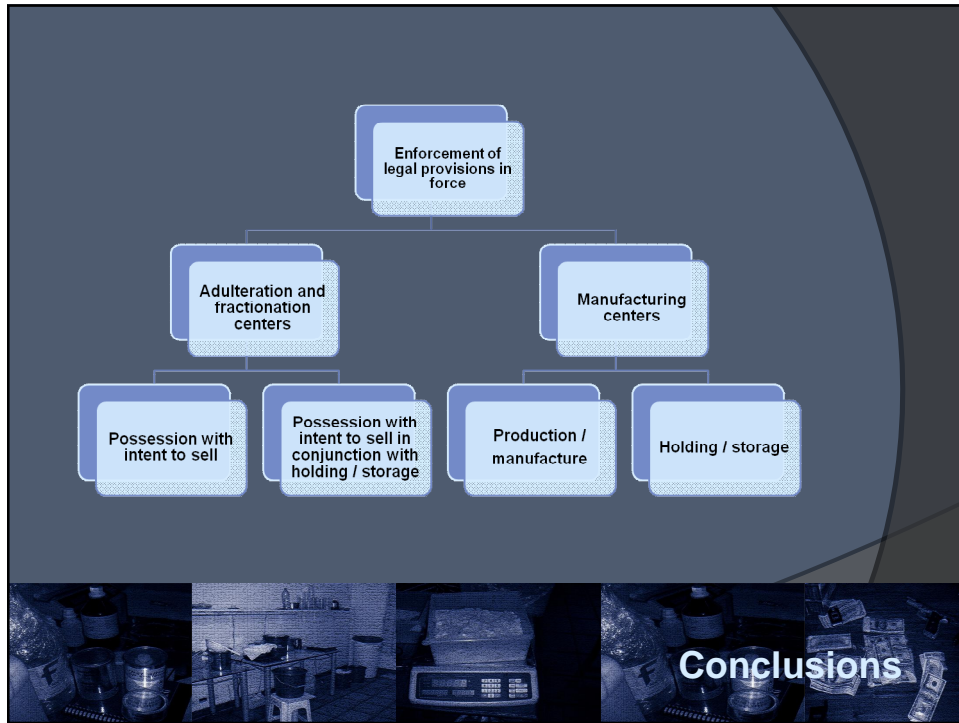 Enforcement of
legal provisions in
force
Adulteration and
fractionation
centers
Manufacturing
centers
Possession with
intent to sell
Possession with
intent to sell in
conjunction with
holding / storage
Production /
manufacture
Holding / storage
Conclusions